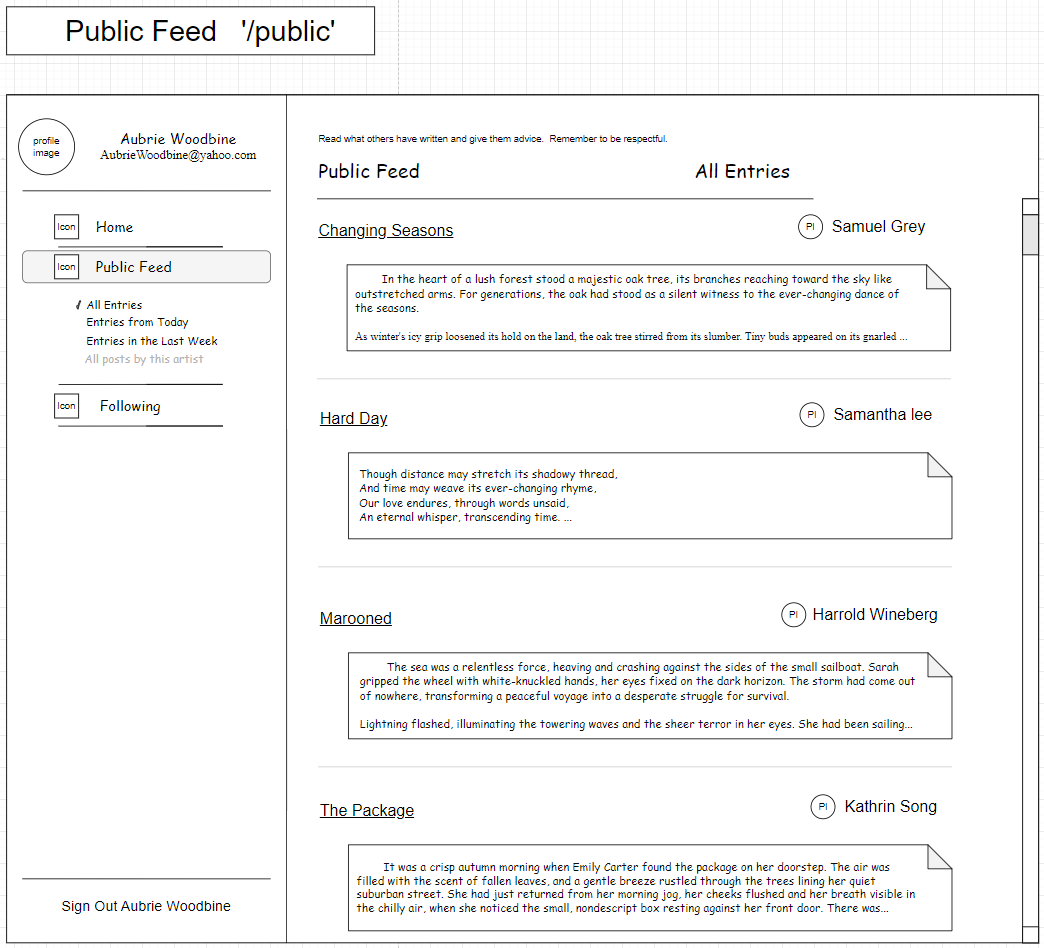 Public Feed '/public'
profile
image
Aubrie Woodbine
AubrieWoodbine@yahoo.com
Icon Home
Icon Public Feed
✓ All Entries
Entries from Today
Entries in the Last Week
All posts by this artist
Icon Following
Sign Out Aubrie Woodbine
Read what others have written and give them advice. Remember to be respectful.
Public Feed All Entries
Changing Seasons PI Samuel Grey
In the heart of a lush forest stood a majestic oak tree, its branches reaching toward the sky like
outstretched arms. For generations, the oak had stood as a silent witness to the ever-changing dance of
the seasons.
As winter's icy grip loosened its hold on the land, the oak tree stirred from its slumber. Tiny buds appeared on its gnarled ...
Hard Day PI Samantha lee
Though distance may stretch its shadowy thread,
And time may weave its ever-changing rhyme,
Our love endures, through words unsaid,
An eternal whisper, transcending time. ...
Marooned PI Harrold Wineberg
The sea was a relentless force, heaving and crashing against the sides of the small sailboat. Sarah
gripped the wheel with white-knuckled hands, her eyes fixed on the dark horizon. The storm had come out
of nowhere, transforming a peaceful voyage into a desperate struggle for survival.
Lightning flashed, illuminating the towering waves and the sheer terror in her eyes. She had been sailing...
The Package PI Kathrin Song
It was a crisp autumn morning when Emily Carter found the package on her doorstep. The air was
filled with the scent of fallen leaves, and a gentle breeze rustled through the trees lining her quiet
suburban street. She had just returned from her morning jog, her cheeks flushed and her breath visible in
the chilly air, when she noticed the small, nondescript box resting against her front door. There was...